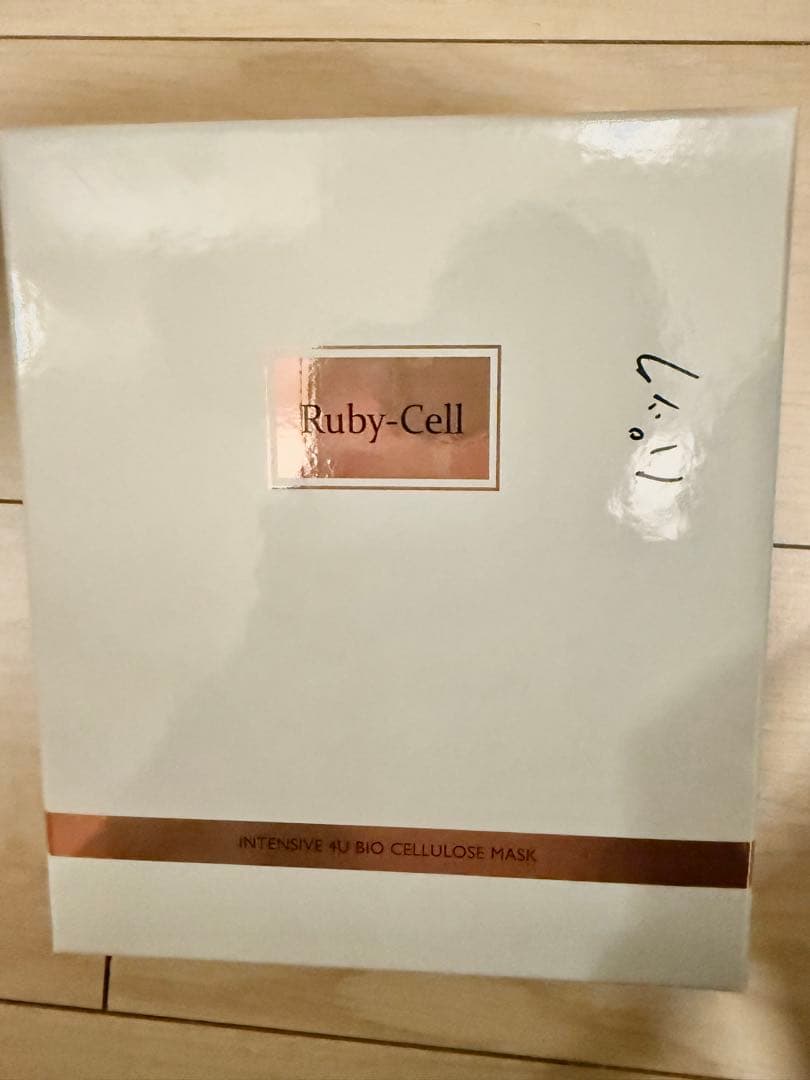 Ruby-Cell
INTENSIVE 4U BIO CELLULOSE MASK